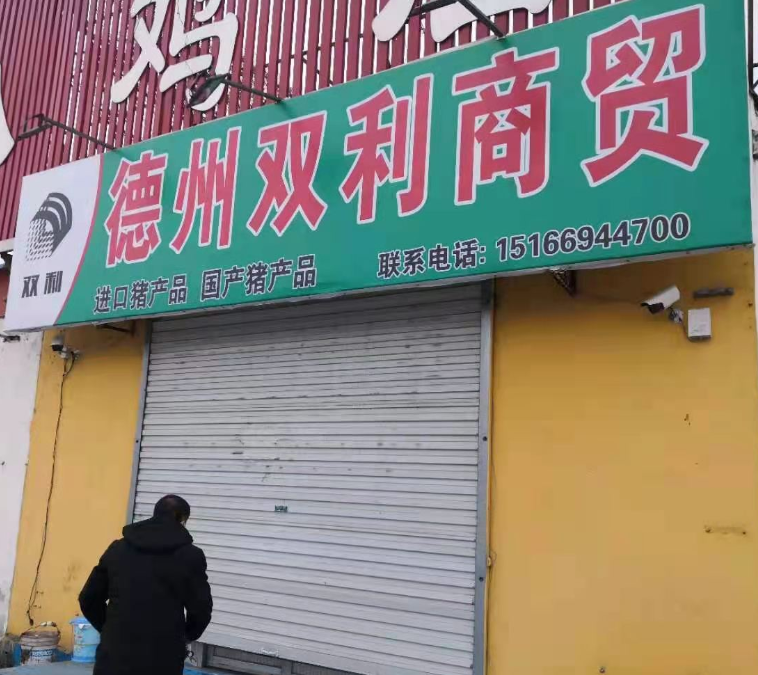 鸡
德州双利商贸
双利
进口猪产品 国产猪产品
联系电话: 15166944700